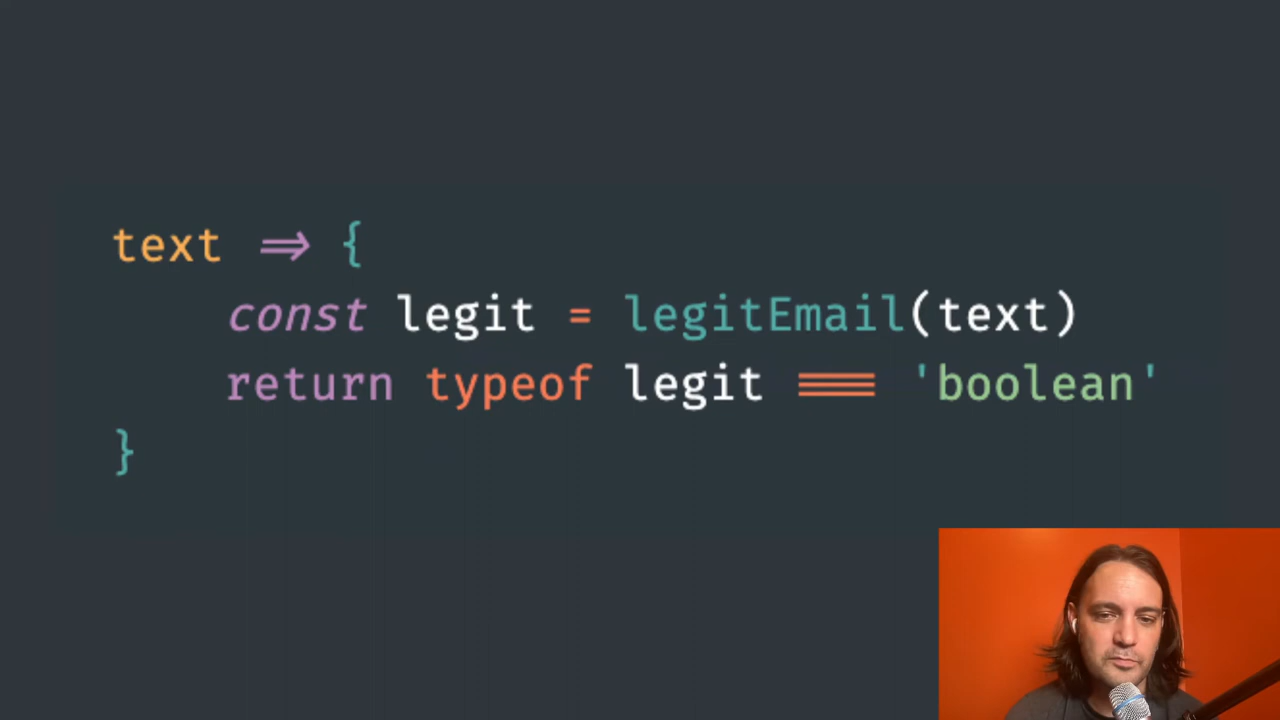 text => {
const legit = legitEmail(text)
return typeof legit === 'boolean'
}